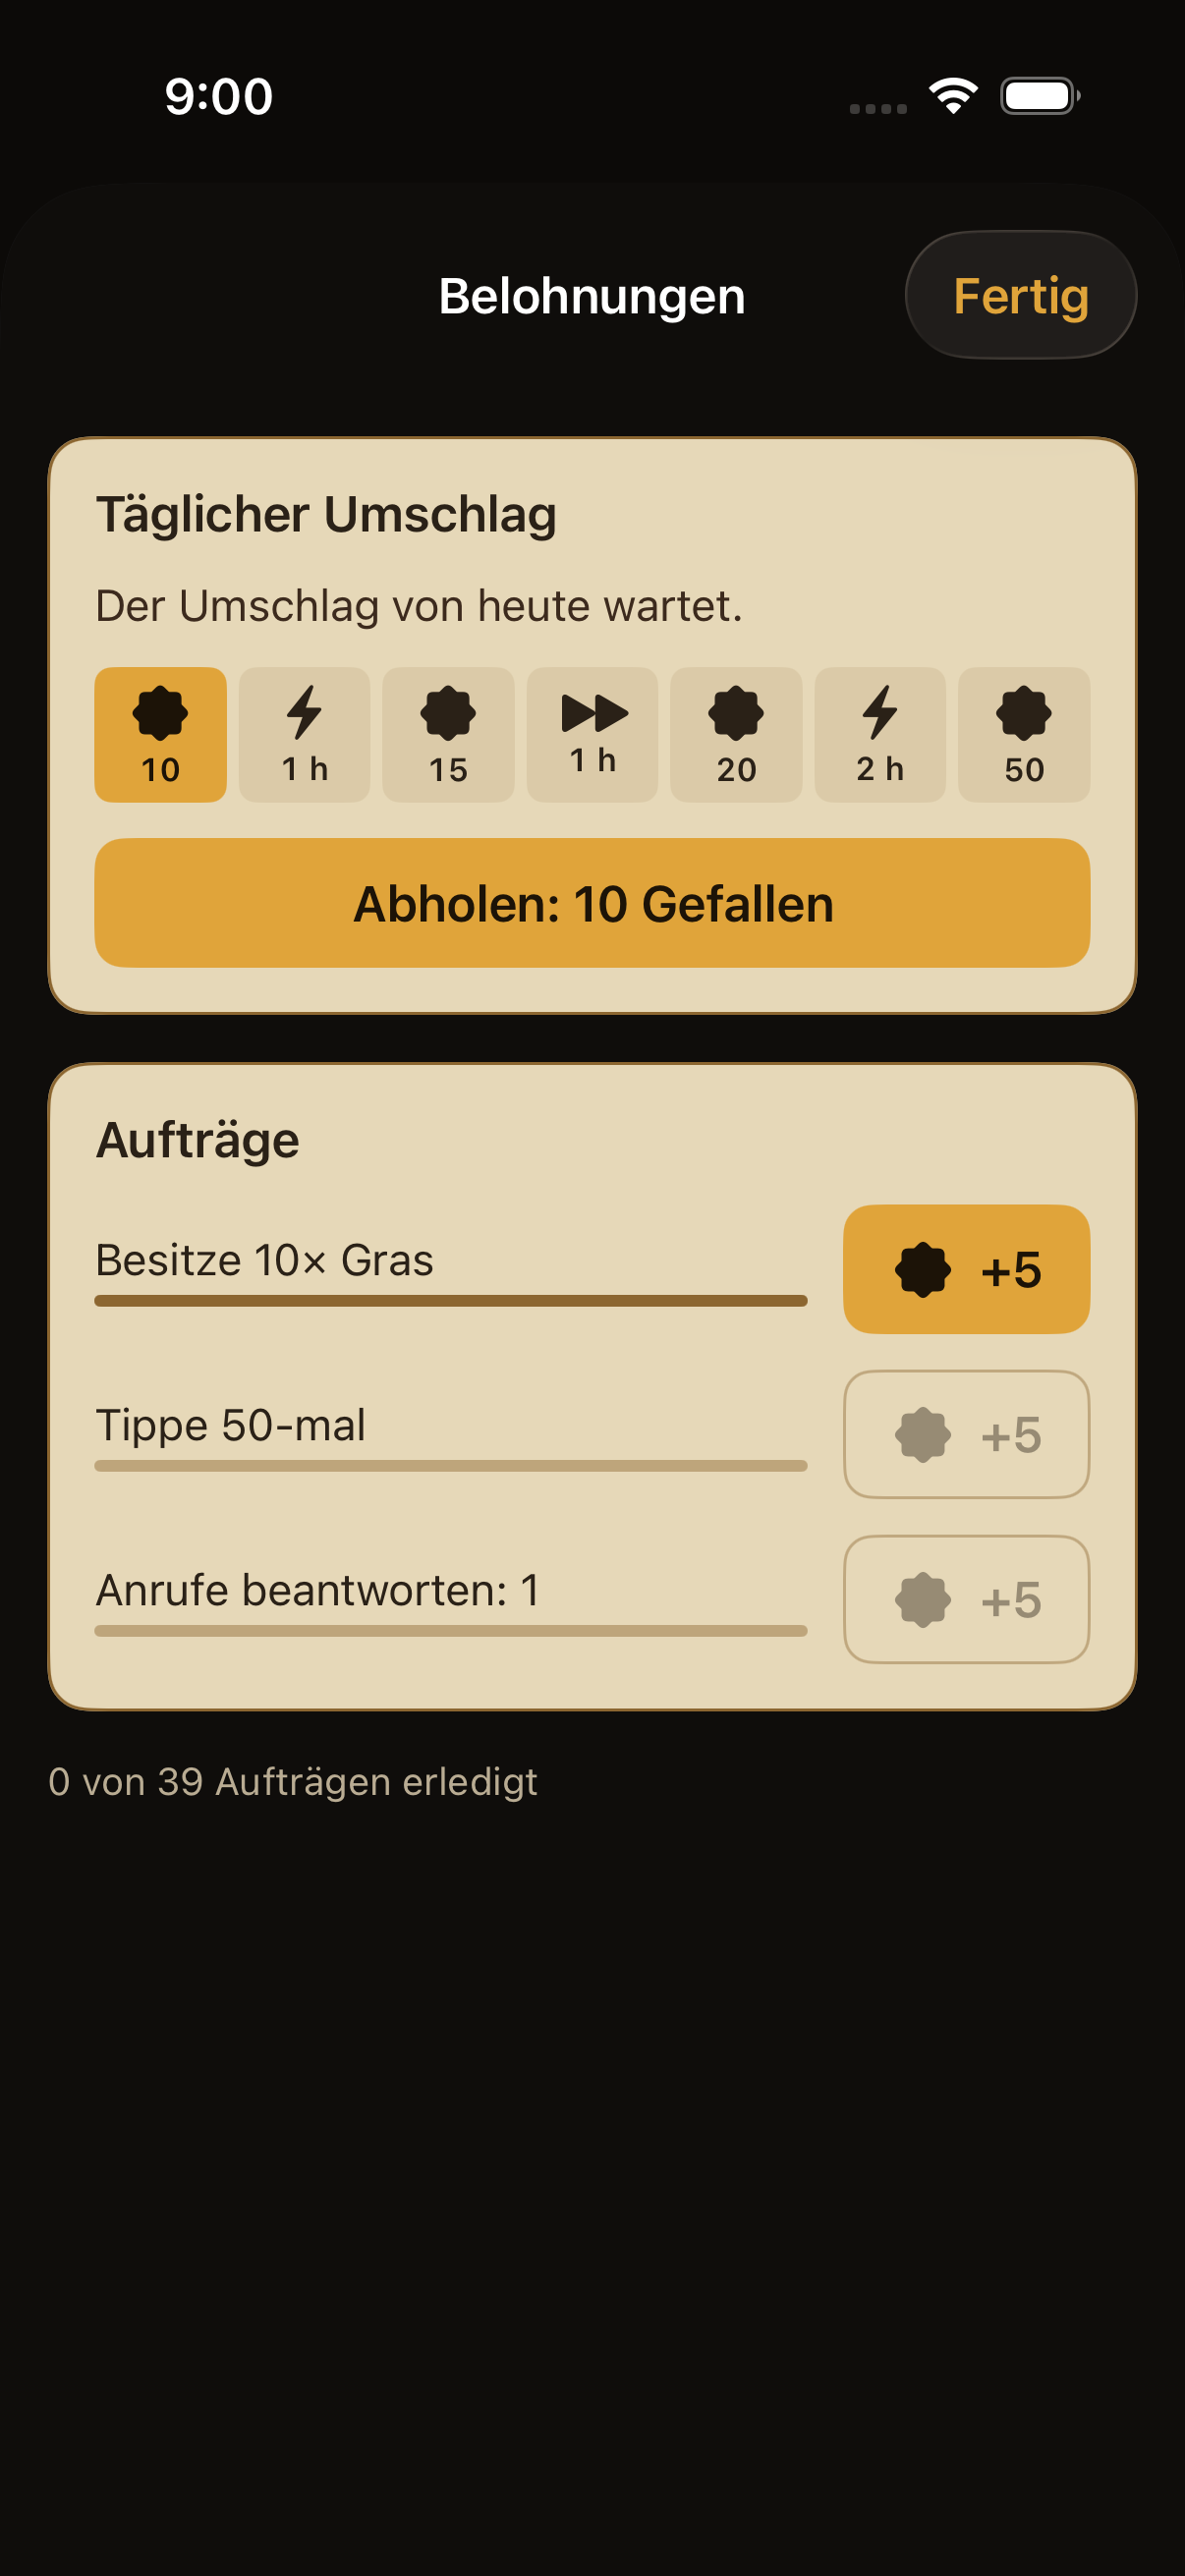 9:00
Belohnungen
Fertig
Täglicher Umschlag
Der Umschlag von heute wartet.
10
1 h
15
1 h
20
2 h
50
Abholen: 10 Gefallen
Aufträge
Besitze 10× Gras
+5
Tippe 50-mal
+5
Anrufe beantworten: 1
+5
0 von 39 Aufträgen erledigt